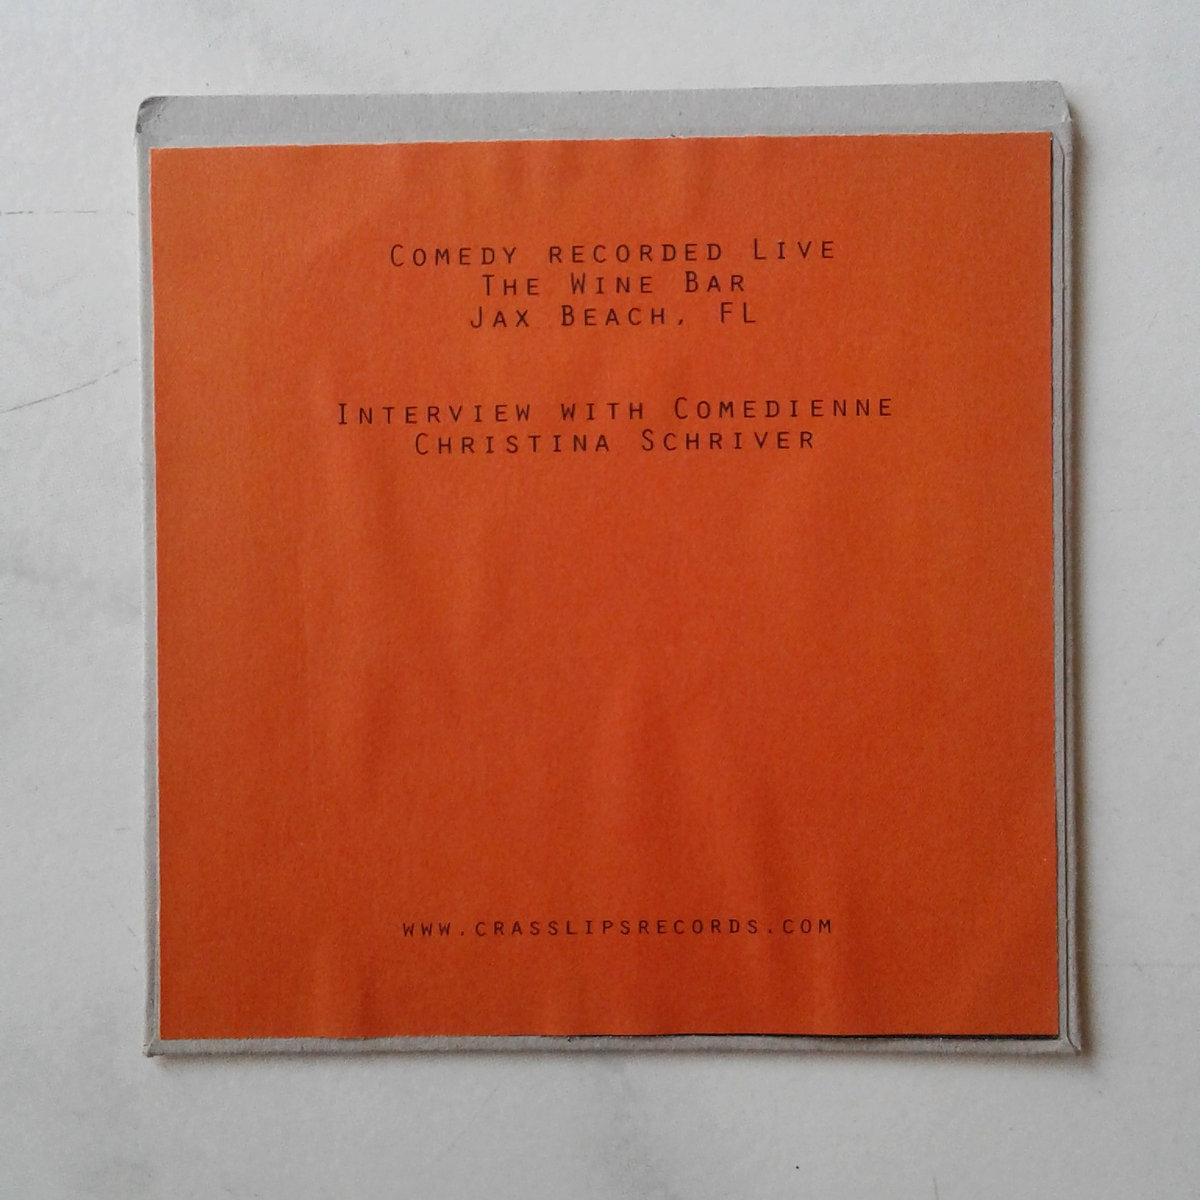 Comedy recorded Live
The Wine Bar
Jax Beach, FL
Interview with Comedienne
Christina Schriver
www.crasslipsrecords.com